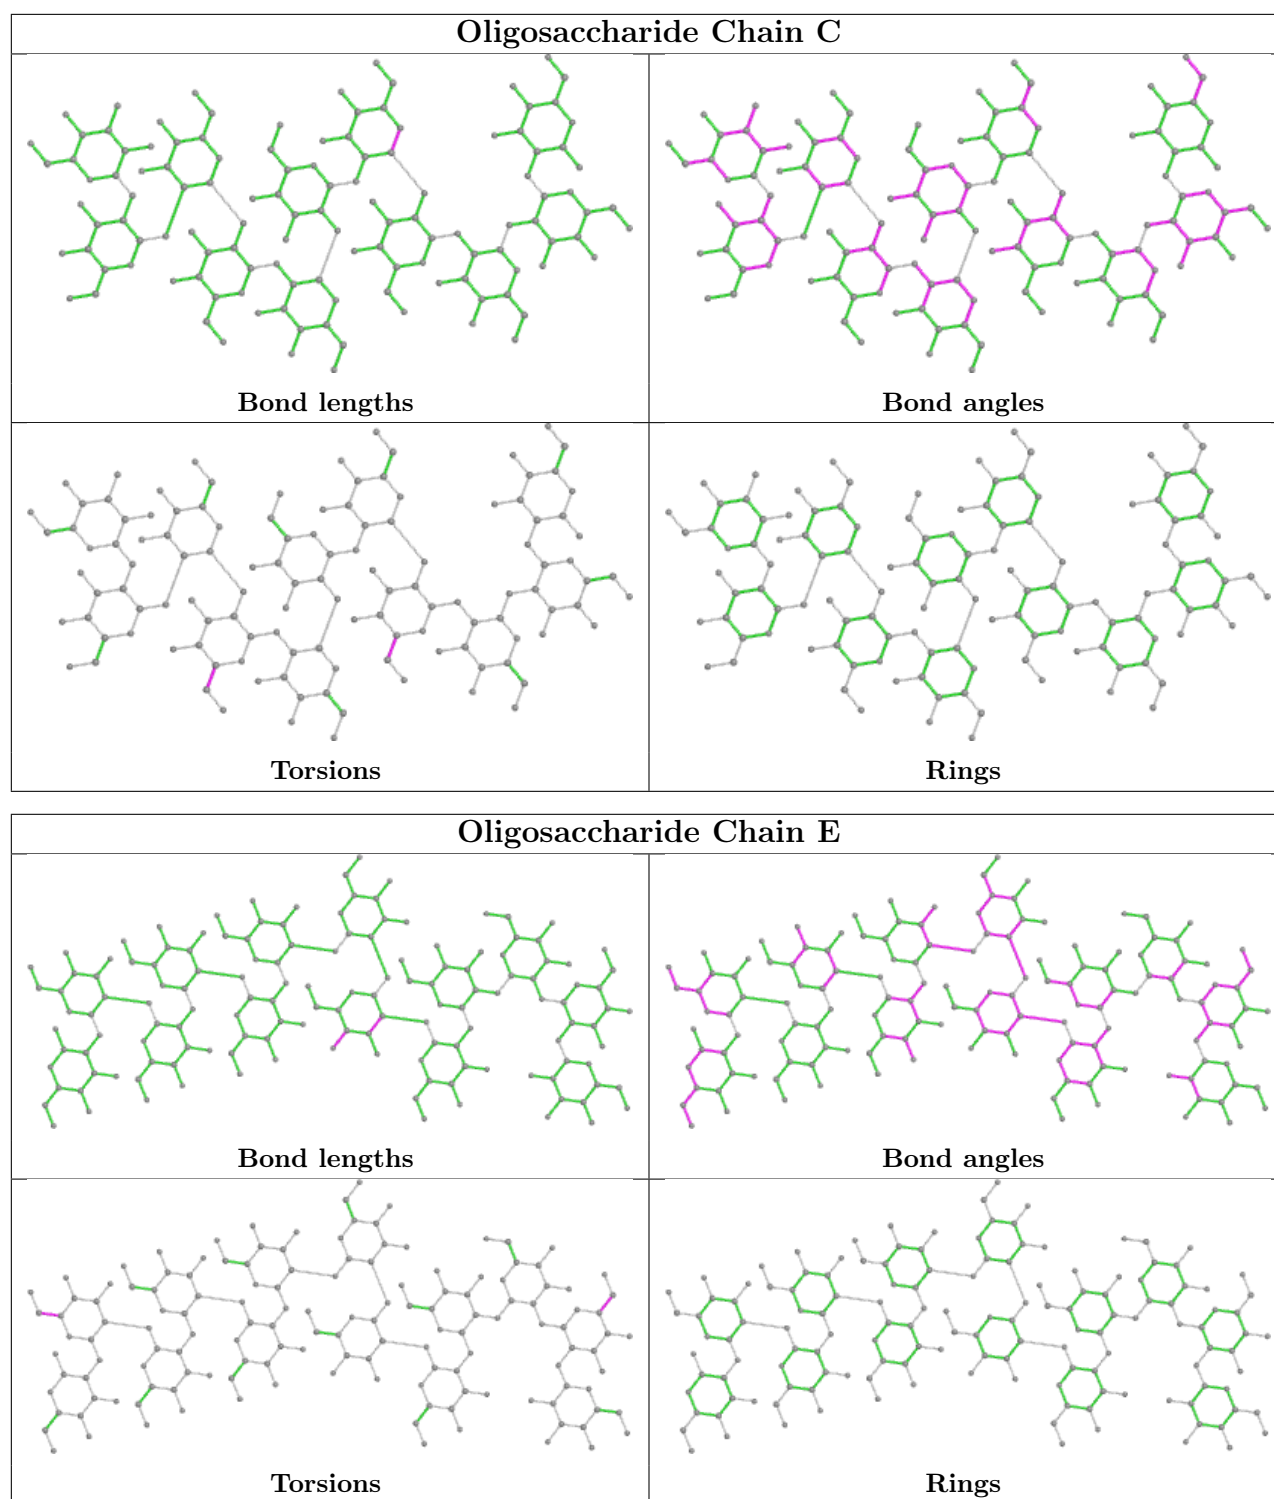 Oligosaccharide Chain C
Bond lengths
Bond angles
Torsions
Rings
Oligosaccharide Chain E
Bond lengths
Bond angles
Torsions
Rings